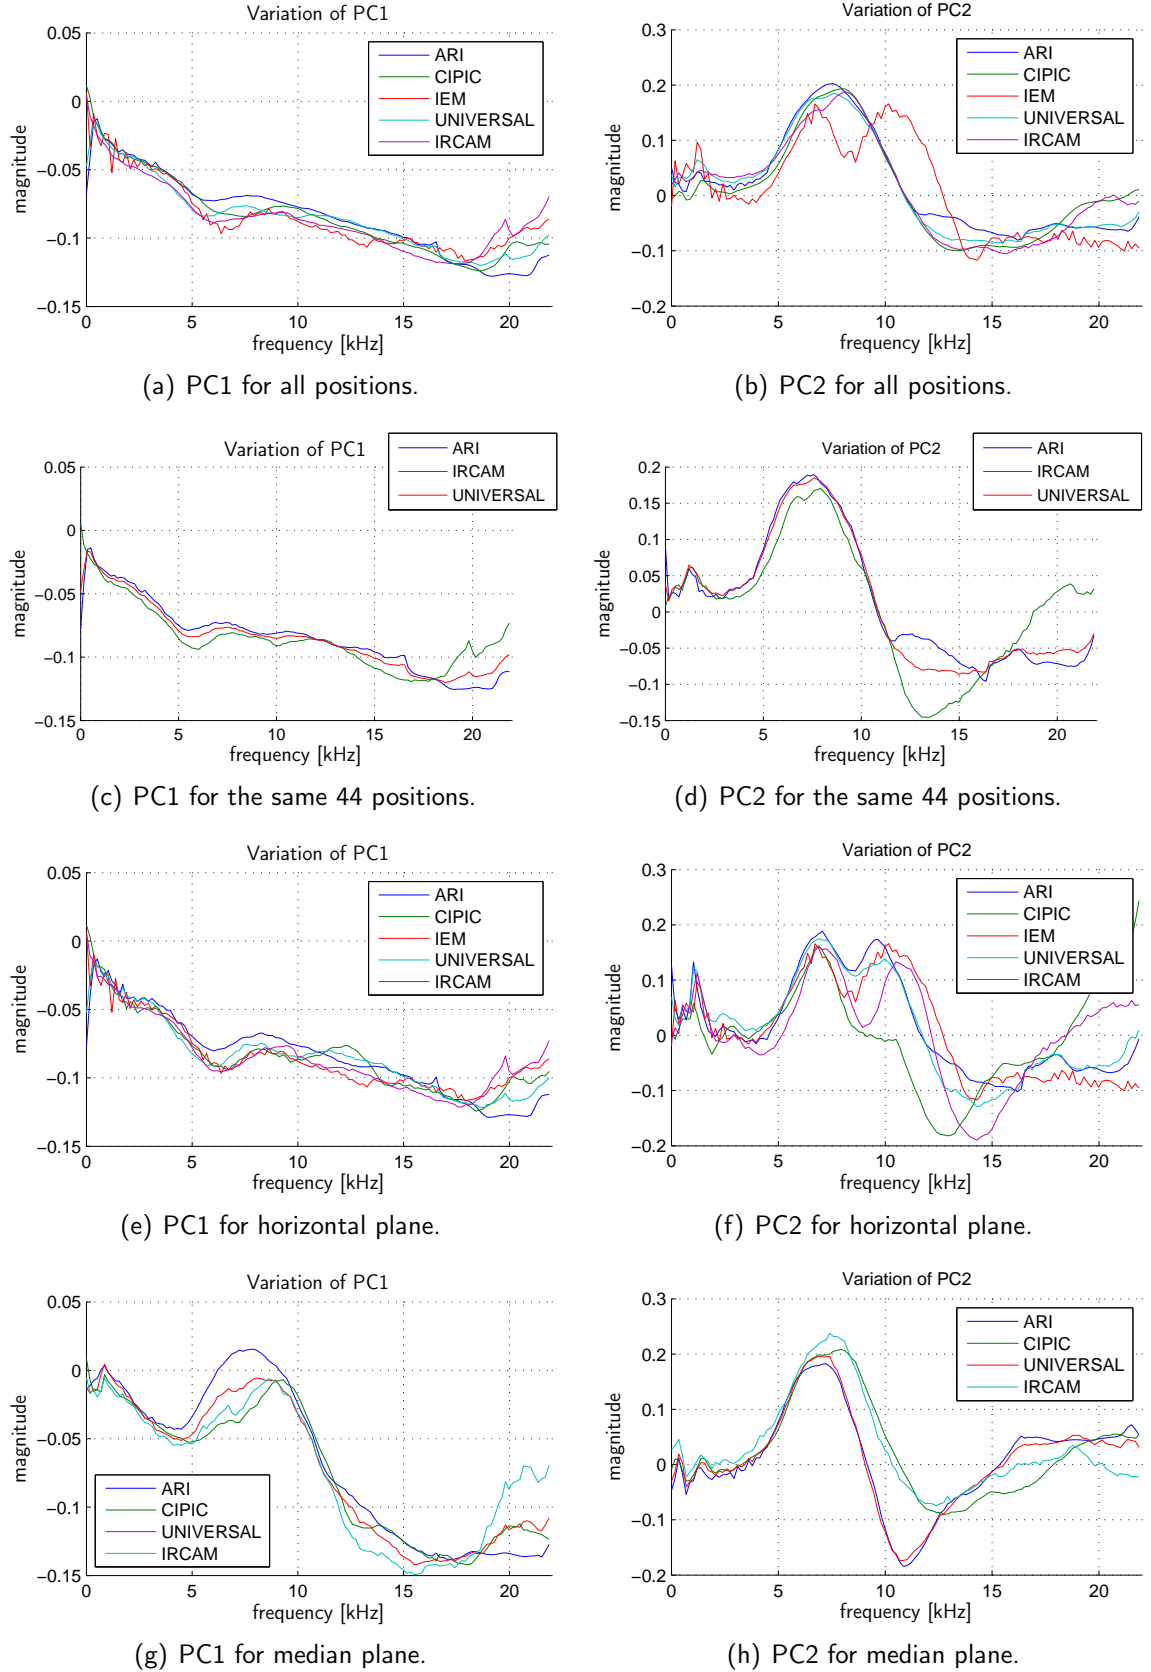 Variation of PC1
0.05
0
−0.05
−0.1
−0.15
magnitude
0 5 10 15 20
frequency [kHz]
ARI
CIPIC
IEM
UNIVERSAL
IRCAM
(a) PC1 for all positions.
Variation of PC2
0.3
0.2
0.1
0
−0.1
−0.2
magnitude
0 5 10 15 20
frequency [kHz]
ARI
CIPIC
IEM
UNIVERSAL
IRCAM
(b) PC2 for all positions.
Variation of PC1
0.05
0
−0.05
−0.1
−0.15
magnitude
0 5 10 15 20
frequency [kHz]
ARI
IRCAM
UNIVERSAL
(c) PC1 for the same 44 positions.
Variation of PC2
0.2
0.15
0.1
0.05
0
−0.05
−0.1
−0.15
magnitude
0 5 10 15 20
frequency [kHz]
ARI
IRCAM
UNIVERSAL
(d) PC2 for the same 44 positions.
Variation of PC1
0.05
0
−0.05
−0.1
−0.15
magnitude
0 5 10 15 20
frequency [kHz]
ARI
CIPIC
IEM
UNIVERSAL
IRCAM
(e) PC1 for horizontal plane.
Variation of PC2
0.3
0.2
0.1
0
−0.1
−0.2
magnitude
0 5 10 15 20
frequency [kHz]
ARI
CIPIC
IEM
UNIVERSAL
IRCAM
(f) PC2 for horizontal plane.
Variation of PC1
0.05
0
−0.05
−0.1
−0.15
magnitude
0 5 10 15 20
frequency [kHz]
ARI
CIPIC
UNIVERSAL
IRCAM
(g) PC1 for median plane.
Variation of PC2
0.3
0.2
0.1
0
−0.1
−0.2
magnitude
0 5 10 15 20
frequency [kHz]
ARI
CIPIC
UNIVERSAL
IRCAM
(h) PC2 for median plane.